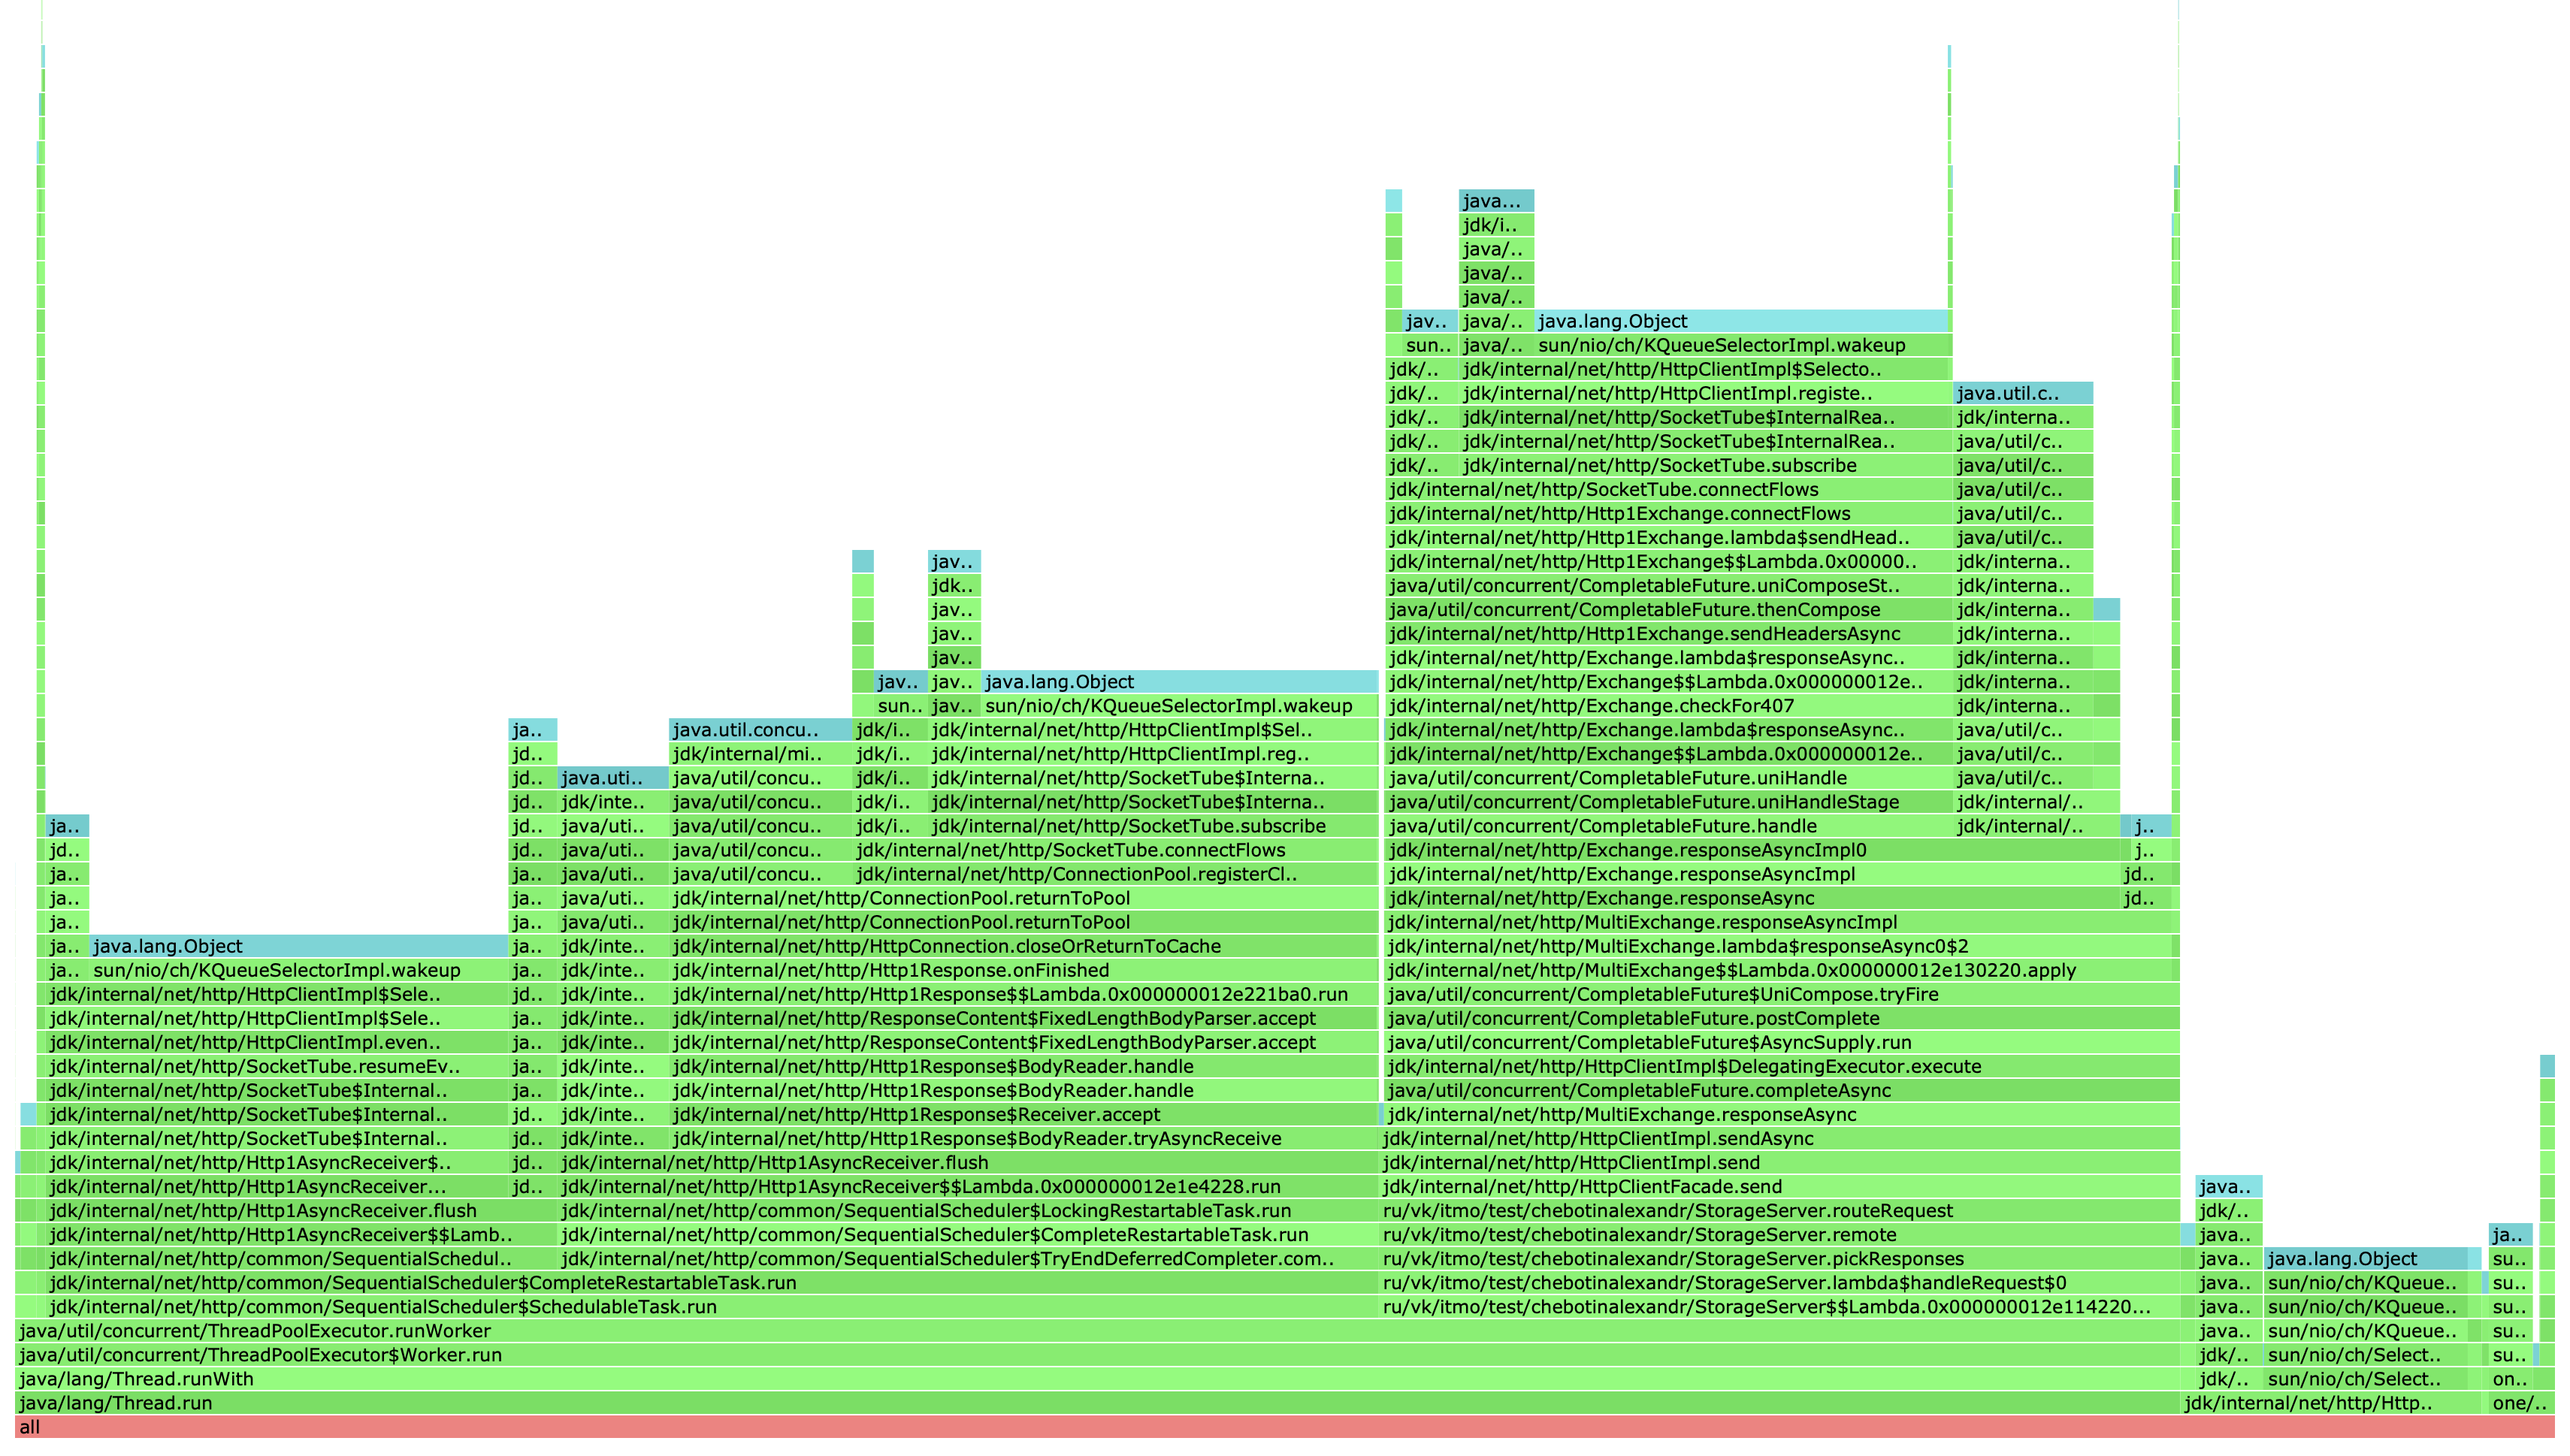 java...
jdk/i..
java/..
java/..
java/..
jav.. java/.. java.lang.Object
sun.. java/.. sun/nio/ch/KQueueSelectorImpl.wakeup
jdk/.. jdk/internal/net/http/HttpClientImpl$Selecto..
jdk/.. jdk/internal/net/http/HttpClientImpl.registe.. java.util.c..
jdk/.. jdk/internal/net/http/SocketTube$InternalRea.. jdk/interna..
jdk/.. jdk/internal/net/http/SocketTube$InternalRea.. java/util/c..
jdk/.. jdk/internal/net/http/SocketTube.subscribe java/util/c..
jdk/internal/net/http/SocketTube.connectFlows java/util/c..
jdk/internal/net/http/Http1Exchange.connectFlows java/util/c..
jdk/internal/net/http/Http1Exchange.lambda$sendHead.. java/util/c..
jav.. jdk/internal/net/http/Http1Exchange$$Lambda.0x00000.. jdk/interna..
jdk.. java/util/concurrent/CompletableFuture.uniComposeSt.. jdk/interna..
jav.. java/util/concurrent/CompletableFuture.thenCompose jdk/interna..
jav.. jdk/internal/net/http/Http1Exchange.sendHeadersAsync jdk/interna..
jav.. jdk/internal/net/http/Exchange.lambda$responseAsync.. jdk/interna..
jav.. jav.. java.lang.Object jdk/internal/net/http/Exchange$$Lambda.0x000000012e.. jdk/interna..
sun.. jav.. sun/nio/ch/KQueueSelectorImpl.wakeup jdk/internal/net/http/Exchange.checkFor407 jdk/interna..
ja.. java.util.concu.. jdk/i.. jdk/internal/net/http/HttpClientImpl$Sel.. jdk/internal/net/http/Exchange.lambda$responseAsync.. java/util/c..
jd.. jdk/internal/mi.. jdk/i.. jdk/internal/net/http/HttpClientImpl.reg.. jdk/internal/net/http/Exchange$$Lambda.0x000000012e.. java/util/c..
jd.. java.uti.. java/util/concu.. jdk/i.. jdk/internal/net/http/SocketTube$Interna.. java/util/concurrent/CompletableFuture.uniHandle java/util/c..
jd.. jdk/inte.. java/util/concu.. jdk/i.. jdk/internal/net/http/SocketTube$Interna.. java/util/concurrent/CompletableFuture.uniHandleStage jdk/internal/..
ja.. jd.. java/uti.. java/util/concu.. jdk/i.. jdk/internal/net/http/SocketTube.subscribe java/util/concurrent/CompletableFuture.handle jdk/internal/.. j..
jd.. jd.. java/uti.. java/util/concu.. jdk/internal/net/http/SocketTube.connectFlows jdk/internal/net/http/Exchange.responseAsyncImpl0 j..
ja.. ja.. java/uti.. java/util/concu.. jdk/internal/net/http/ConnectionPool.registerCl.. jdk/internal/net/http/Exchange.responseAsyncImpl jd..
ja.. ja.. java/uti.. jdk/internal/net/http/ConnectionPool.returnToPool jdk/internal/net/http/Exchange.responseAsync jd..
ja.. ja.. java/uti.. jdk/internal/net/http/ConnectionPool.returnToPool jdk/internal/net/http/MultiExchange.responseAsyncImpl
ja.. java.lang.Object ja.. jdk/inte.. jdk/internal/net/http/HttpConnection.closeOrReturnToCache jdk/internal/net/http/MultiExchange.lambda$responseAsync0$2
ja.. sun/nio/ch/KQueueSelectorImpl.wakeup ja.. jdk/inte.. jdk/internal/net/http/Http1Response.onFinished jdk/internal/net/http/MultiExchange$$Lambda.0x000000012e130220.apply
jdk/internal/net/http/HttpClientImpl$Sele.. jd.. jdk/inte.. jdk/internal/net/http/Http1Response$$Lambda.0x000000012e221ba0.run java/util/concurrent/CompletableFuture$UniCompose.tryFire
jdk/internal/net/http/HttpClientImpl$Sele.. ja.. jdk/inte.. jdk/internal/net/http/ResponseContent$FixedLengthBodyParser.accept java/util/concurrent/CompletableFuture.postComplete
jdk/internal/net/http/HttpClientImpl.even.. ja.. jdk/inte.. jdk/internal/net/http/ResponseContent$FixedLengthBodyParser.accept java/util/concurrent/CompletableFuture$AsyncSupply.run
jdk/internal/net/http/SocketTube.resumeEv.. ja.. jdk/inte.. jdk/internal/net/http/Http1Response$BodyReader.handle jdk/internal/net/http/HttpClientImpl$DelegatingExecutor.execute
jdk/internal/net/http/SocketTube$Internal.. ja.. jdk/inte.. jdk/internal/net/http/Http1Response$BodyReader.handle java/util/concurrent/CompletableFuture.completeAsync
jdk/internal/net/http/SocketTube$Internal.. jd.. jdk/inte.. jdk/internal/net/http/Http1Response$Receiver.accept jdk/internal/net/http/MultiExchange.responseAsync
jdk/internal/net/http/SocketTube$Internal.. jd.. jdk/inte.. jdk/internal/net/http/Http1Response$BodyReader.tryAsyncReceive jdk/internal/net/http/HttpClientImpl.sendAsync
jdk/internal/net/http/Http1AsyncReceiver$.. jd.. jdk/internal/net/http/Http1AsyncReceiver.flush jdk/internal/net/http/HttpClientImpl.send
jdk/internal/net/http/Http1AsyncReceiver... jd.. jdk/internal/net/http/Http1AsyncReceiver$$Lambda.0x000000012e1e4228.run jdk/internal/net/http/HttpClientFacade.send java..
jdk/internal/net/http/Http1AsyncReceiver.flush jdk/internal/net/http/common/SequentialScheduler$LockingRestartableTask.run ru/vk/itmo/test/chebotinalexandr/StorageServer.routeRequest jdk/..
jdk/internal/net/http/Http1AsyncReceiver$$Lamb.. jdk/internal/net/http/common/SequentialScheduler$CompleteRestartableTask.run ru/vk/itmo/test/chebotinalexandr/StorageServer.remote java.. ja..
jdk/internal/net/http/common/SequentialSchedul.. jdk/internal/net/http/common/SequentialScheduler$TryEndDeferredCompleter.com.. ru/vk/itmo/test/chebotinalexandr/StorageServer.pickResponses java.. java.lang.Object su..
jdk/internal/net/http/common/SequentialScheduler$CompleteRestartableTask.run ru/vk/itmo/test/chebotinalexandr/StorageServer.lambda$handleRequest$0 java.. sun/nio/ch/KQueue.. su..
jdk/internal/net/http/common/SequentialScheduler$SchedulableTask.run ru/vk/itmo/test/chebotinalexandr/StorageServer$$Lambda.0x000000012e114220... java.. sun/nio/ch/KQueue.. su..
java/util/concurrent/ThreadPoolExecutor.runWorker java.. sun/nio/ch/KQueue.. su..
java/util/concurrent/ThreadPoolExecutor$Worker.run jdk/.. sun/nio/ch/Select.. su..
java/lang/Thread.runWith jdk/.. sun/nio/ch/Select.. on..
java/lang/Thread.run jdk/internal/net/http/Http.. one/..
all